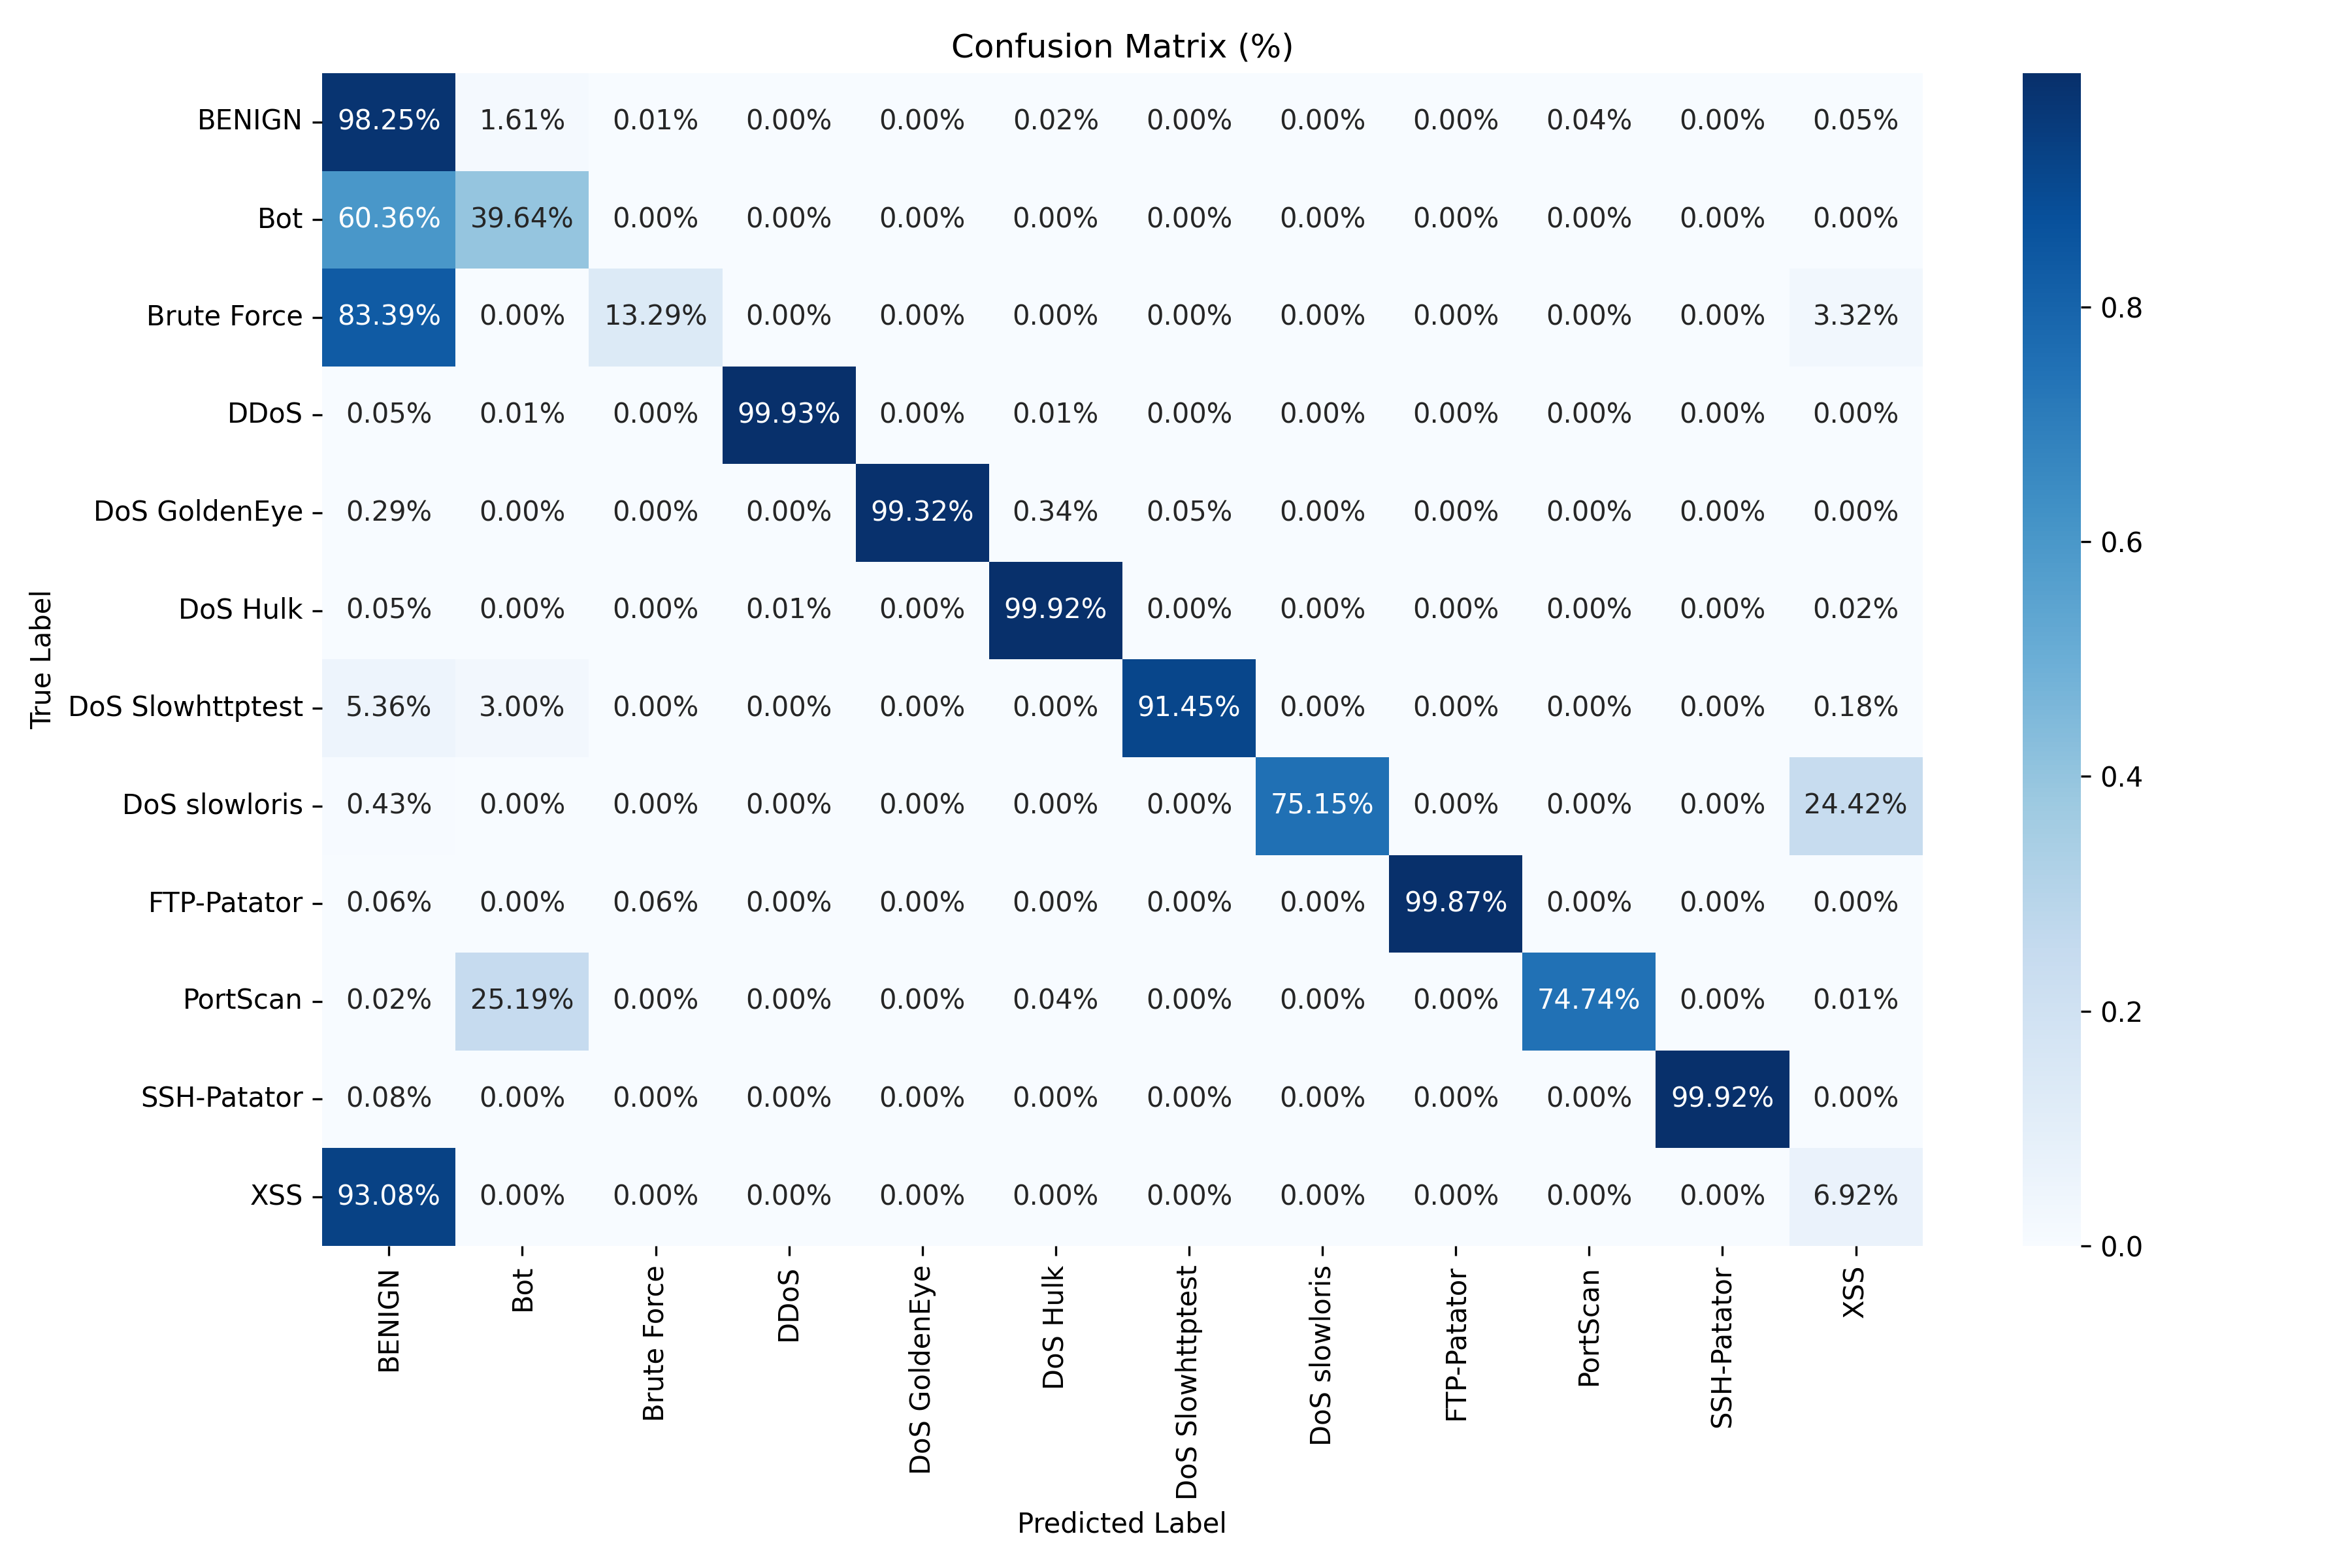 Confusion Matrix (%)
True Label
BENIGN 98.25% 1.61% 0.01% 0.00% 0.00% 0.02% 0.00% 0.00% 0.00% 0.04% 0.00% 0.05%
Bot 60.36% 39.64% 0.00% 0.00% 0.00% 0.00% 0.00% 0.00% 0.00% 0.00% 0.00% 0.00%
Brute Force 83.39% 0.00% 13.29% 0.00% 0.00% 0.00% 0.00% 0.00% 0.00% 0.00% 0.00% 3.32%
DDoS 0.05% 0.01% 0.00% 99.93% 0.00% 0.01% 0.00% 0.00% 0.00% 0.00% 0.00% 0.00%
DoS GoldenEye 0.29% 0.00% 0.00% 0.00% 99.32% 0.34% 0.05% 0.00% 0.00% 0.00% 0.00% 0.00%
DoS Hulk 0.05% 0.00% 0.00% 0.01% 0.00% 99.92% 0.00% 0.00% 0.00% 0.00% 0.00% 0.02%
DoS Slowhttptest 5.36% 3.00% 0.00% 0.00% 0.00% 0.00% 91.45% 0.00% 0.00% 0.00% 0.00% 0.18%
DoS slowloris 0.43% 0.00% 0.00% 0.00% 0.00% 0.00% 0.00% 75.15% 0.00% 0.00% 0.00% 24.42%
FTP-Patator 0.06% 0.00% 0.06% 0.00% 0.00% 0.00% 0.00% 0.00% 99.87% 0.00% 0.00% 0.00%
PortScan 0.02% 25.19% 0.00% 0.00% 0.00% 0.04% 0.00% 0.00% 0.00% 74.74% 0.00% 0.01%
SSH-Patator 0.08% 0.00% 0.00% 0.00% 0.00% 0.00% 0.00% 0.00% 0.00% 0.00% 99.92% 0.00%
XSS 93.08% 0.00% 0.00% 0.00% 0.00% 0.00% 0.00% 0.00% 0.00% 0.00% 0.00% 6.92%
BENIGN
Bot
Brute Force
DDoS
DoS GoldenEye
DoS Hulk
DoS Slowhttptest
DoS slowloris
FTP-Patator
PortScan
SSH-Patator
XSS
Predicted Label
0.8
0.6
0.4
0.2
0.0